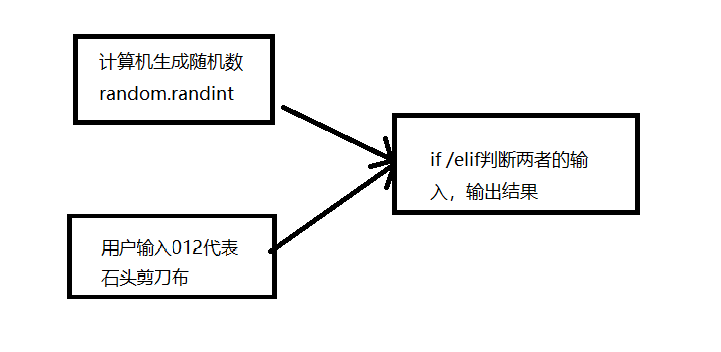 计算机生成随机数
random.randint
if /elif判断两者的输
入，输出结果
用户输入012代表
石头剪刀布